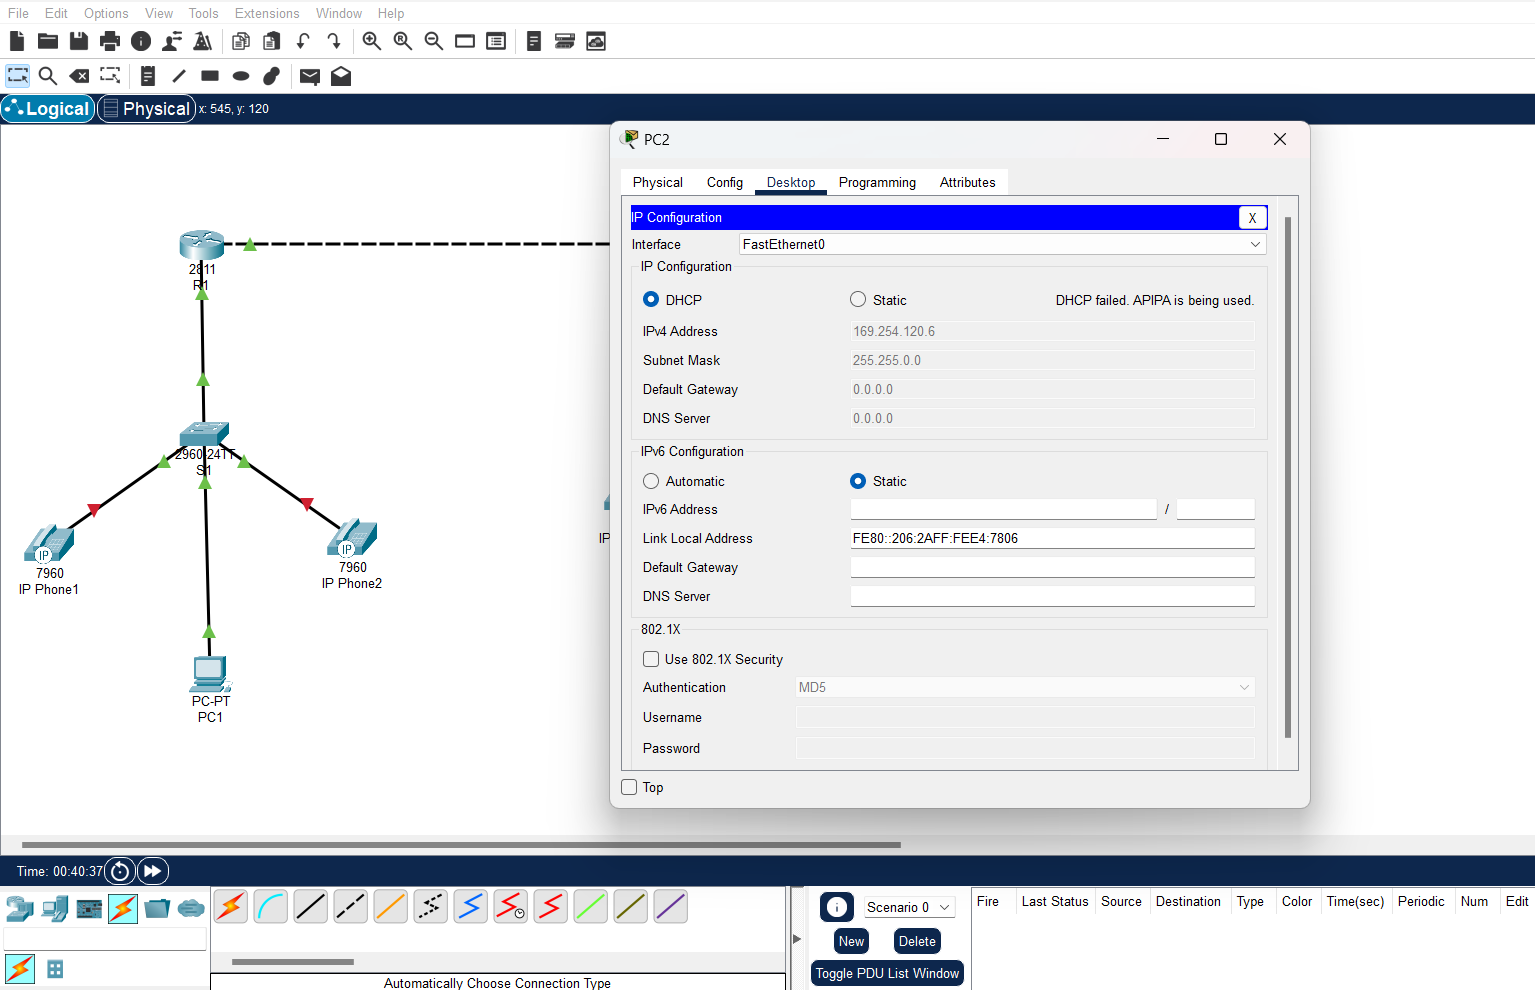 File Edit Options View Tools Extensions Window Help
Logical Physical x: 545, y: 120
PC2
Physical Config Desktop Programming Attributes
IP Configuration X
Interface FastEthernet0
IP Configuration
DHCP Static DHCP failed. APIPA is being used.
IPv4 Address 169.254.120.6
Subnet Mask 255.255.0.0
Default Gateway 0.0.0.0
DNS Server 0.0.0.0
IPv6 Configuration
Automatic Static
IPv6 Address /
Link Local Address FE80::206:2AFF:FEE4:7806
Default Gateway
DNS Server
802.1X
Use 802.1X Security
Authentication MD5
Username
Password
Top
2811
R1
2960-24TT
S1
IP
7960
IP Phone1
IP
7960
IP Phone2
IP
PC-PT
PC1
Time: 00:40:37
Scenario 0
New Delete
Toggle PDU List Window
Fire Last Status Source Destination Type Color Time(sec) Periodic Num Edit
Automatically Choose Connection Type